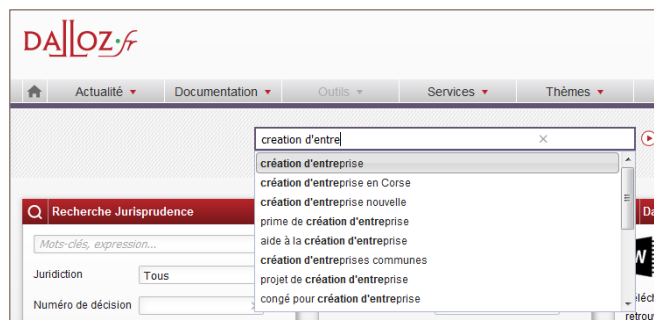 DALLOZ.fr
Actualité Documentation Outils Services Thèmes
creation d'entre
création d'entreprise
création d'entreprise en Corse
création d'entreprise nouvelle
prime de création d'entreprise
aide à la création d'entreprise
création d'entreprises communes
projet de création d'entreprise
congé pour création d'entreprise
Recherche Jurisprudence
Mots-clés, expression...
Juridiction Tous
Numéro de décision
Da
W